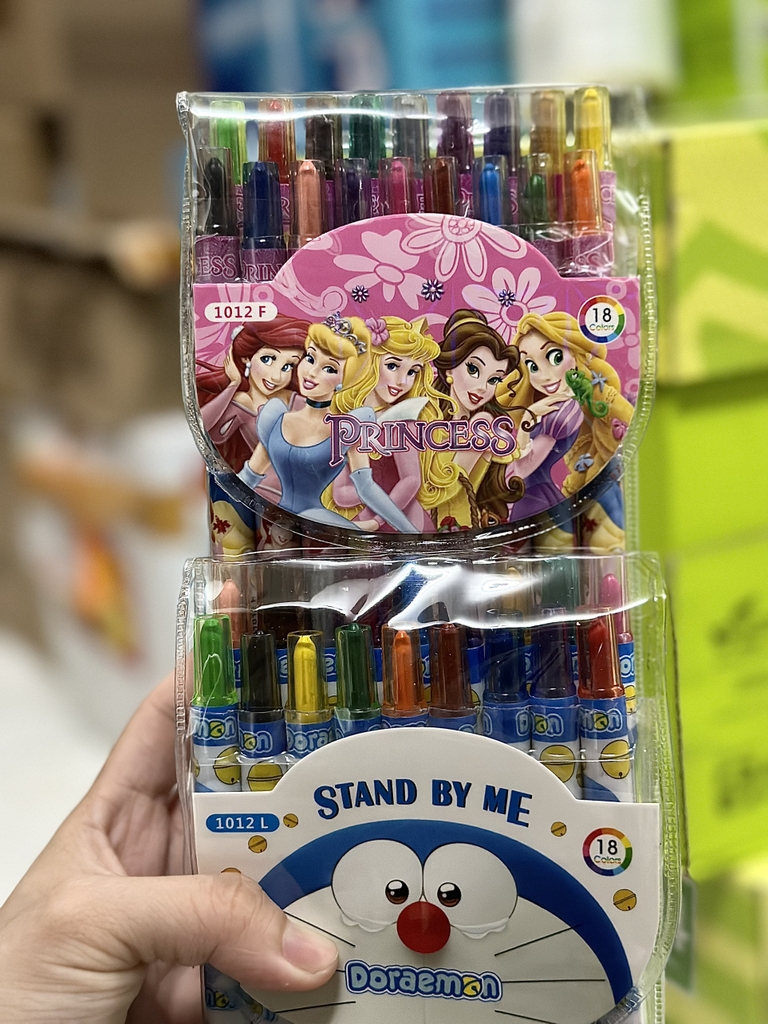 1012 F
18
Colors
PRINCESS
STAND BY ME
1012 L
18
Colors
Doraemon